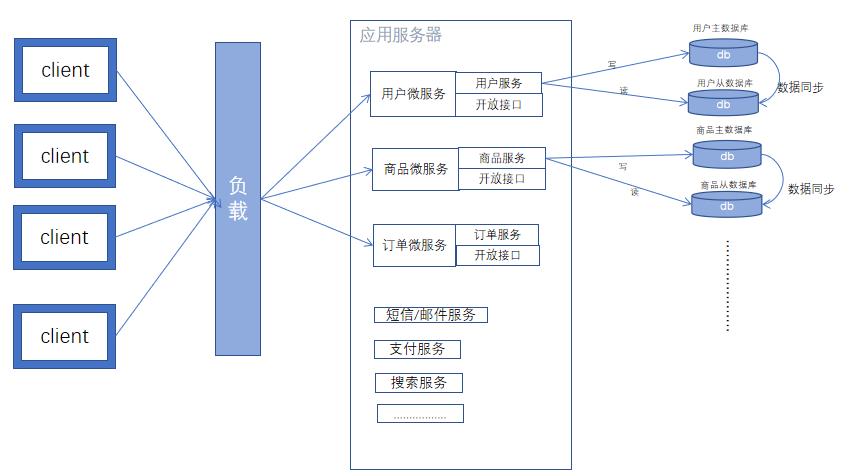 client
client
client
client
负
载
应用服务器
用户微服务
用户服务
开放接口
商品微服务
商品服务
开放接口
订单微服务
订单服务
开放接口
短信/邮件服务
支付服务
搜索服务
.................
写
读
写
读
用户主数据库
db
用户从数据库
db
数据同步
商品主数据库
db
商品从数据库
db
数据同步